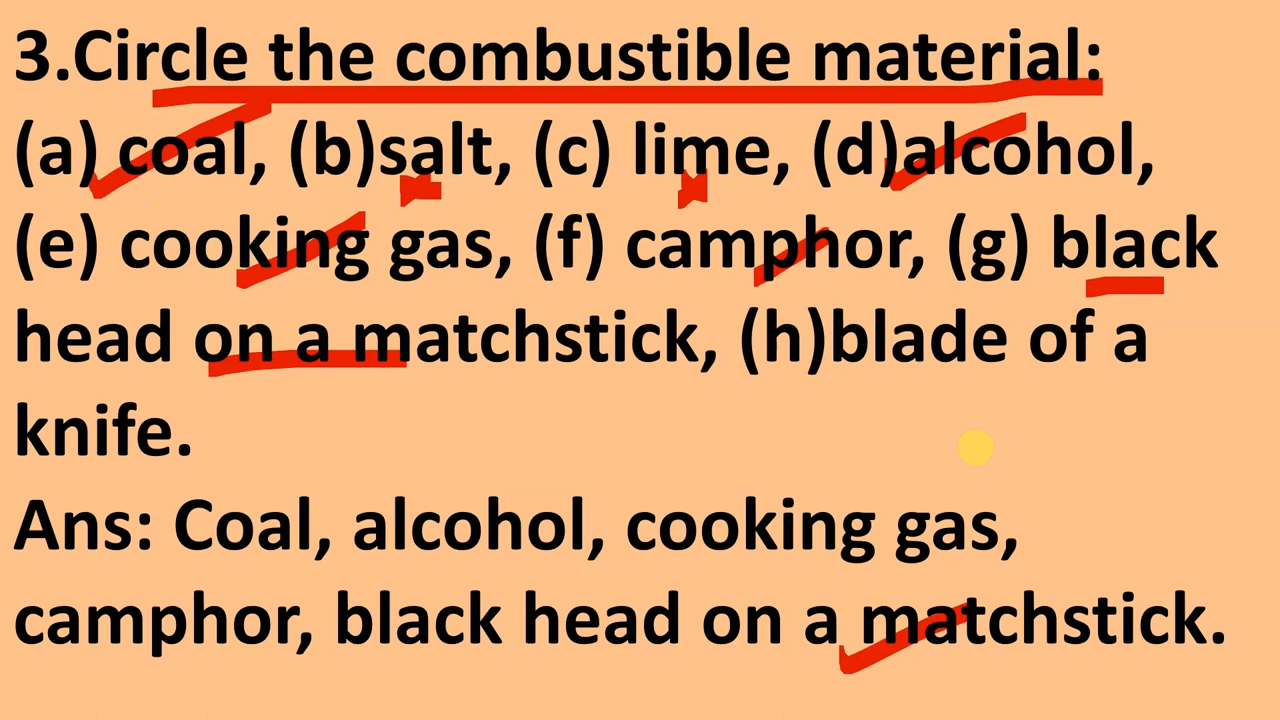 3.Circle the combustible material:
(a) coal, (b)salt, (c) lime, (d)alcohol,
(e) cooking gas, (f) camphor, (g) black
head on a matchstick, (h)blade of a
knife.
Ans: Coal, alcohol, cooking gas,
camphor, black head on a matchstick.